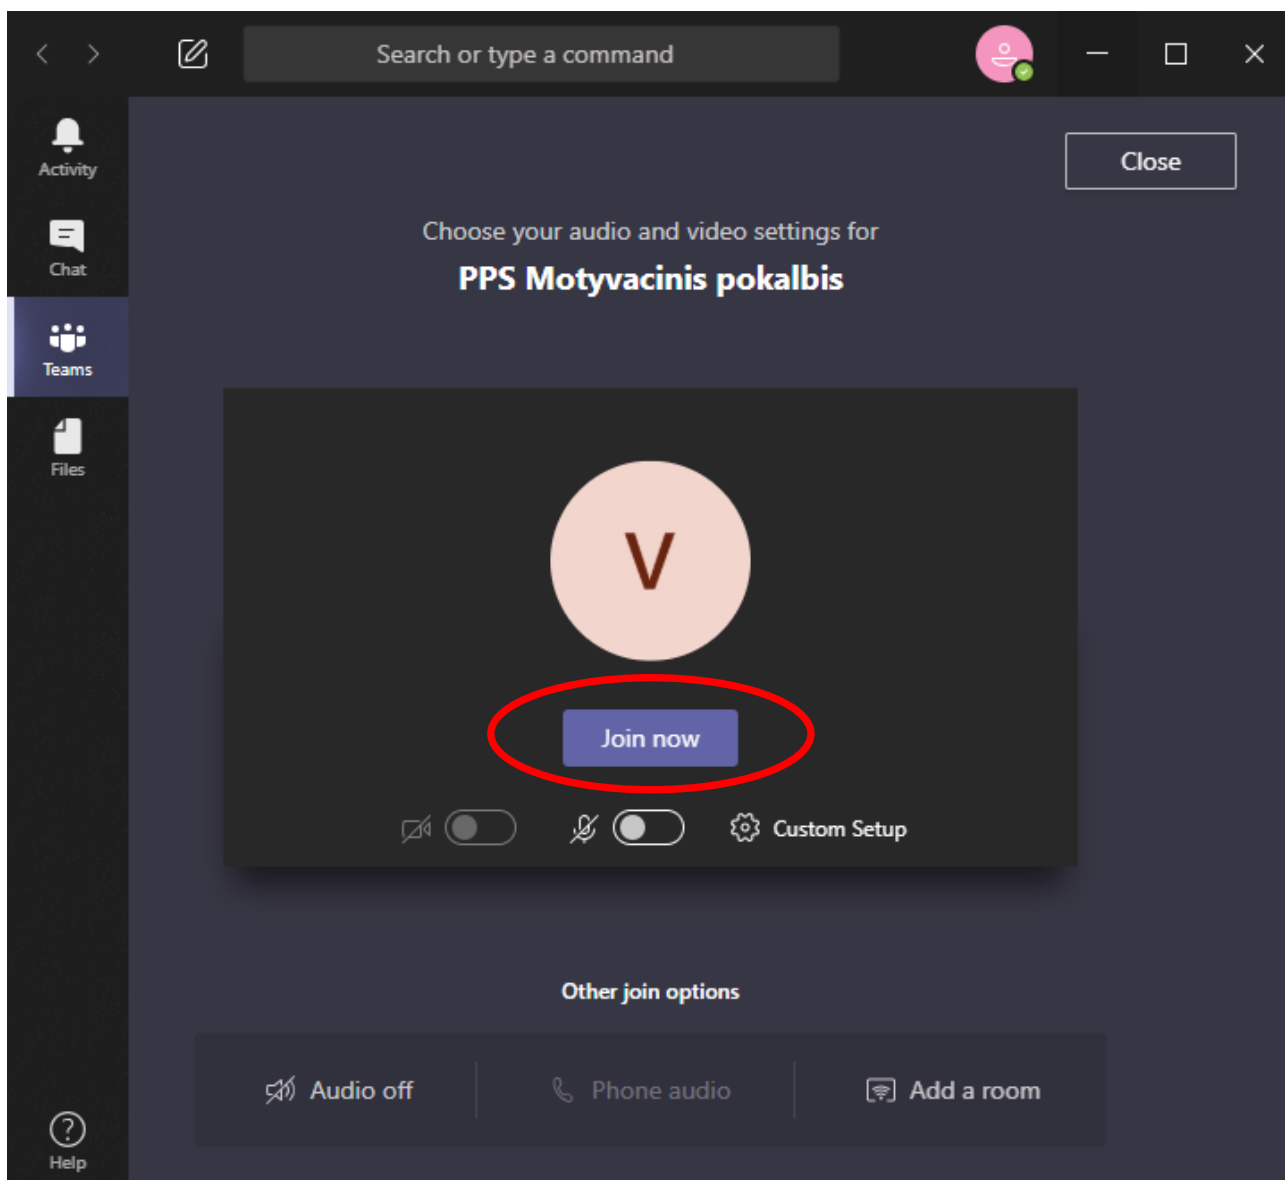 Search or type a command
Activity
Chat
Teams
Files
Help
Close
Choose your audio and video settings for
PPS Motyvacinis pokalbis
V
Join now
Custom Setup
Other join options
Audio off
Phone audio
Add a room